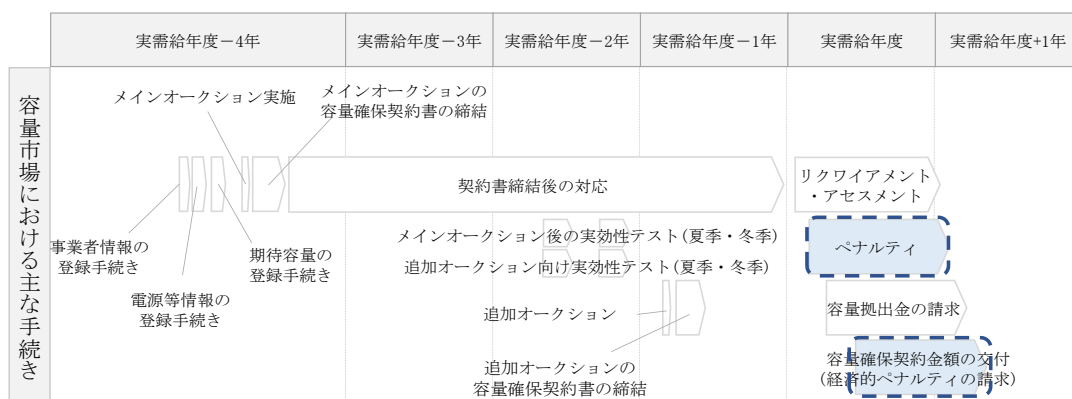 実需給年度－4年
実需給年度－3年
実需給年度－2年
実需給年度－1年
実需給年度
実需給年度+1年
容量市場における主な手続き
メインオークション実施
メインオークションの
容量確保契約書の締結
契約書締結後の対応
リクワイアメント
・アセスメント
事業者情報の
登録手続き
電源等情報の
登録手続き
期待容量の
登録手続き
メインオークション後の実効性テスト(夏季・冬季)
追加オークション向け実効性テスト(夏季・冬季)
ペナルティ
追加オークション
容量拠出金の請求
追加オークションの
容量確保契約書の締結
容量確保契約金額の交付
(経済的ペナルティの請求)